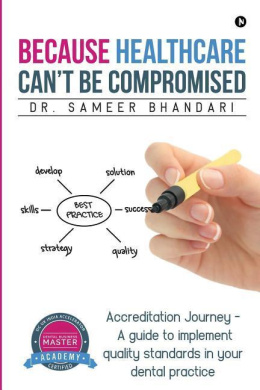 N
BECAUSE HEALTHCARE
CAN'T BE COMPROMISED
DR. SAMEER BHANDARI
develop
solution
skills
BEST
PRACTICE
success
strategy
quality
MASTER
ACADEMY
CERTIFIED
Accreditation Journey -
A guide to implement
quality standards in your
dental practice